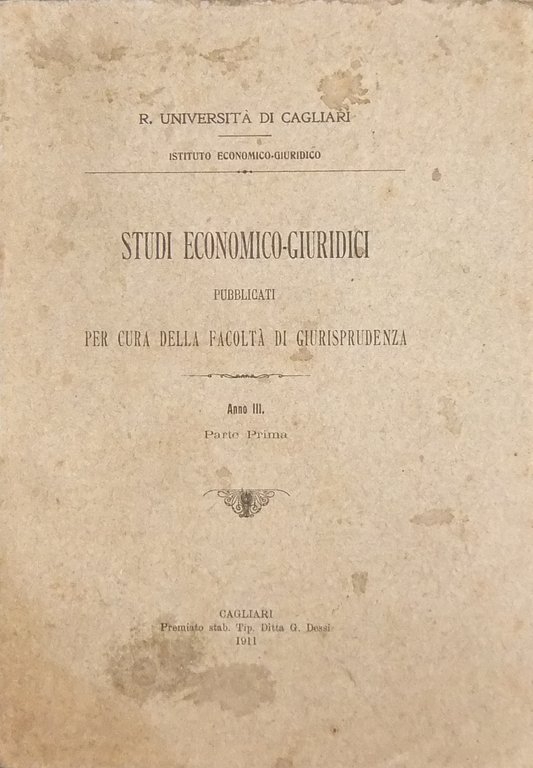 R. UNIVERSITÀ DI CAGLIARI
ISTITUTO ECONOMICO-GIURIDICO
STUDI ECONOMICO-GIURIDICI
PUBBLICATI
PER CURA DELLA FACOLTÀ DI GIURISPRUDENZA
Anno III.
Parte Prima
CAGLIARI
Premiato stab. Tip. Ditta G. Dessì
1911